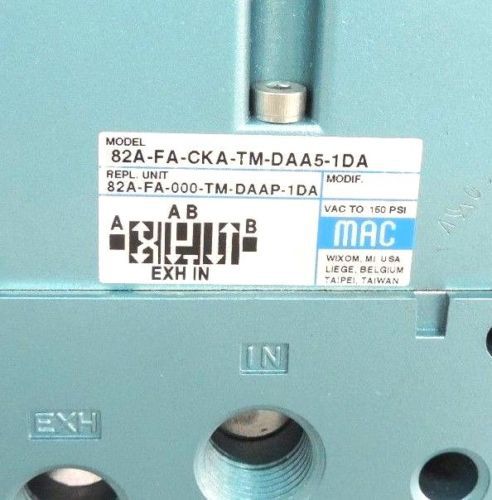 MODEL
82A-FA-CKA-TM-DAA5-1DA
REPL. UNIT
82A-FA-000-TM-DAAP-1DA
MODIF.
VAC TO 150 PSI
A B
A
B
EXH IN
MAC
WIXOM, MI USA
LIEGE, BELGIUM
TAIPEI, TAIWAN
IN
EXH